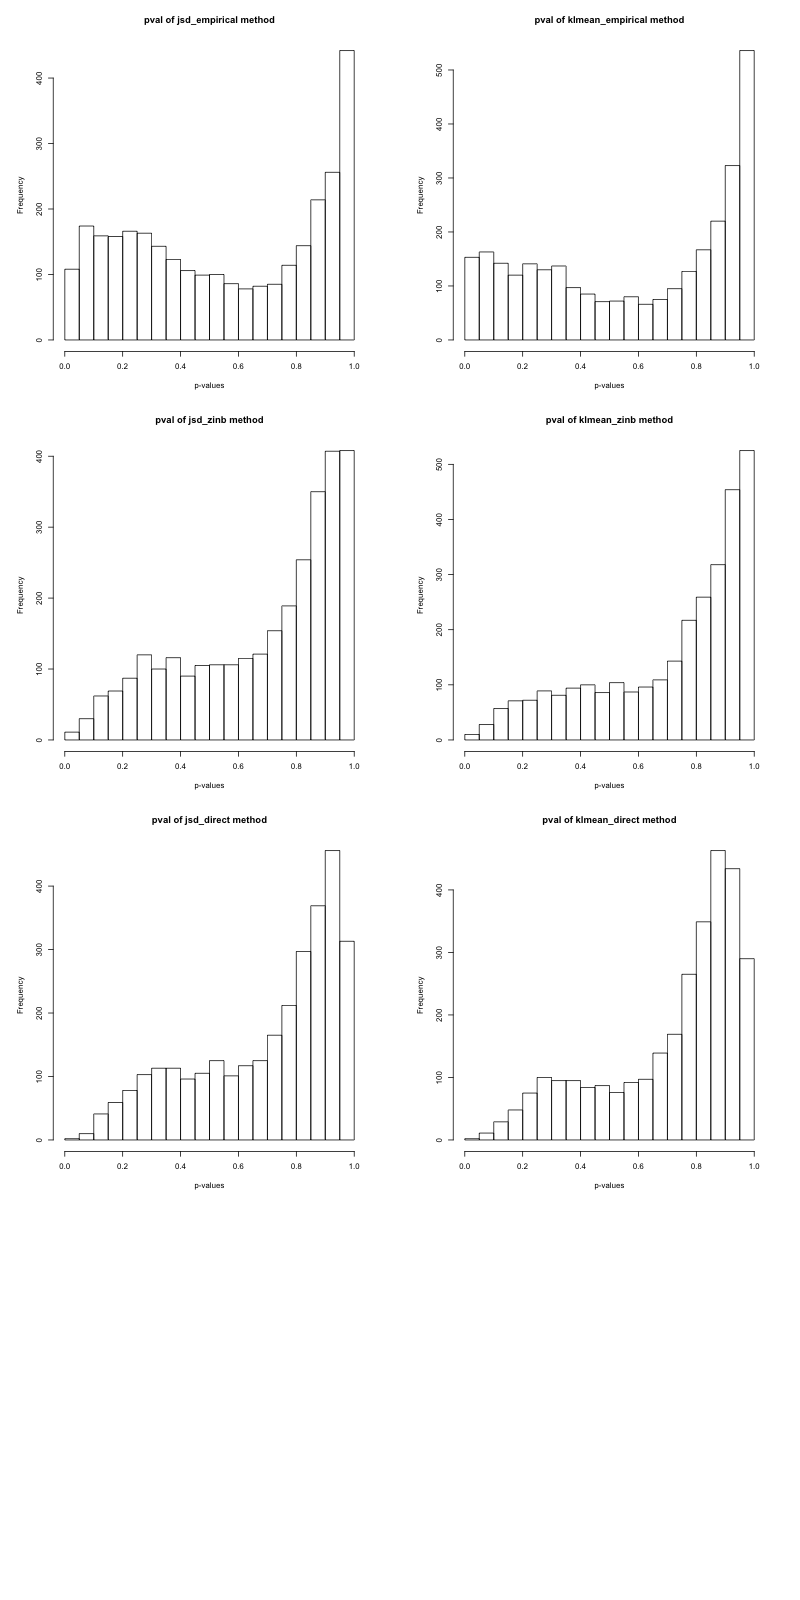 pval of jsd_empirical method
Frequency
0 100 200 300 400
0.0 0.2 0.4 0.6 0.8 1.0
p-values
pval of klmean_empirical method
Frequency
0 100 200 300 400 500
0.0 0.2 0.4 0.6 0.8 1.0
p-values
pval of jsd_zinb method
Frequency
0 100 200 300 400
0.0 0.2 0.4 0.6 0.8 1.0
p-values
pval of klmean_zinb method
Frequency
0 100 200 300 400 500
0.0 0.2 0.4 0.6 0.8 1.0
p-values
pval of jsd_direct method
Frequency
0 100 200 300 400
0.0 0.2 0.4 0.6 0.8 1.0
p-values
pval of klmean_direct method
Frequency
0 100 200 300 400
0.0 0.2 0.4 0.6 0.8 1.0
p-values